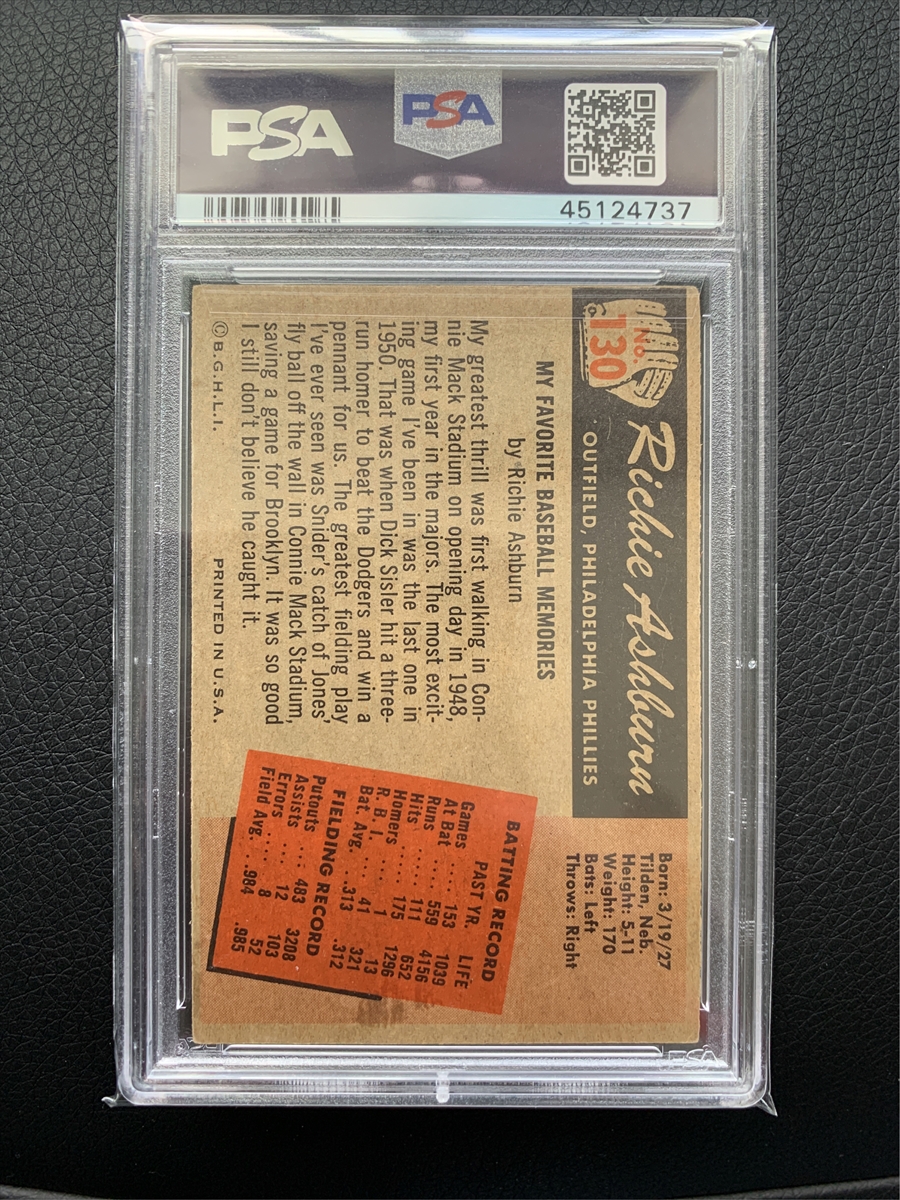 PSA
PSA
45124737
No.
130
Richie Ashburn
OUTFIELD, PHILADELPHIA PHILLIES
Born: 3/19/27
Tilden, Neb.
Height: 5-11
Weight: 170
Bats: Left
Throws: Right
MY FAVORITE BASEBALL MEMORIES
by Richie Ashburn
My greatest thrill was first walking in Con-
nie Mack Stadium on opening day in 1948,
my first year in the majors. The most excit-
ing game I've been in was the last one in
1950. That was when Dick Sisler hit a three-
run homer to beat the Dodgers and win a
pennant for us. The greatest fielding play
I've ever seen was Snider's catch of Jones'
fly ball off the wall in Connie Mack Stadium,
saving a game for Brooklyn. It was so good
I still don't believe he caught it.
©B.G.H.L.I.
PRINTED IN U.S.A.
BATTING RECORD
PAST YR. LIFE
Games 153 1039
At Bat .... 559 4156
Runs ..... 111 652
Hits ..... 175 1296
Homers .... 1 13
R. B. I. .... 41 321
Bat. Avg. .. .313 .312
FIELDING RECORD
Putouts .. 483 3208
Assists ... 12 103
Errors .... 8 52
Field Avg. .. .984 .985
PSA